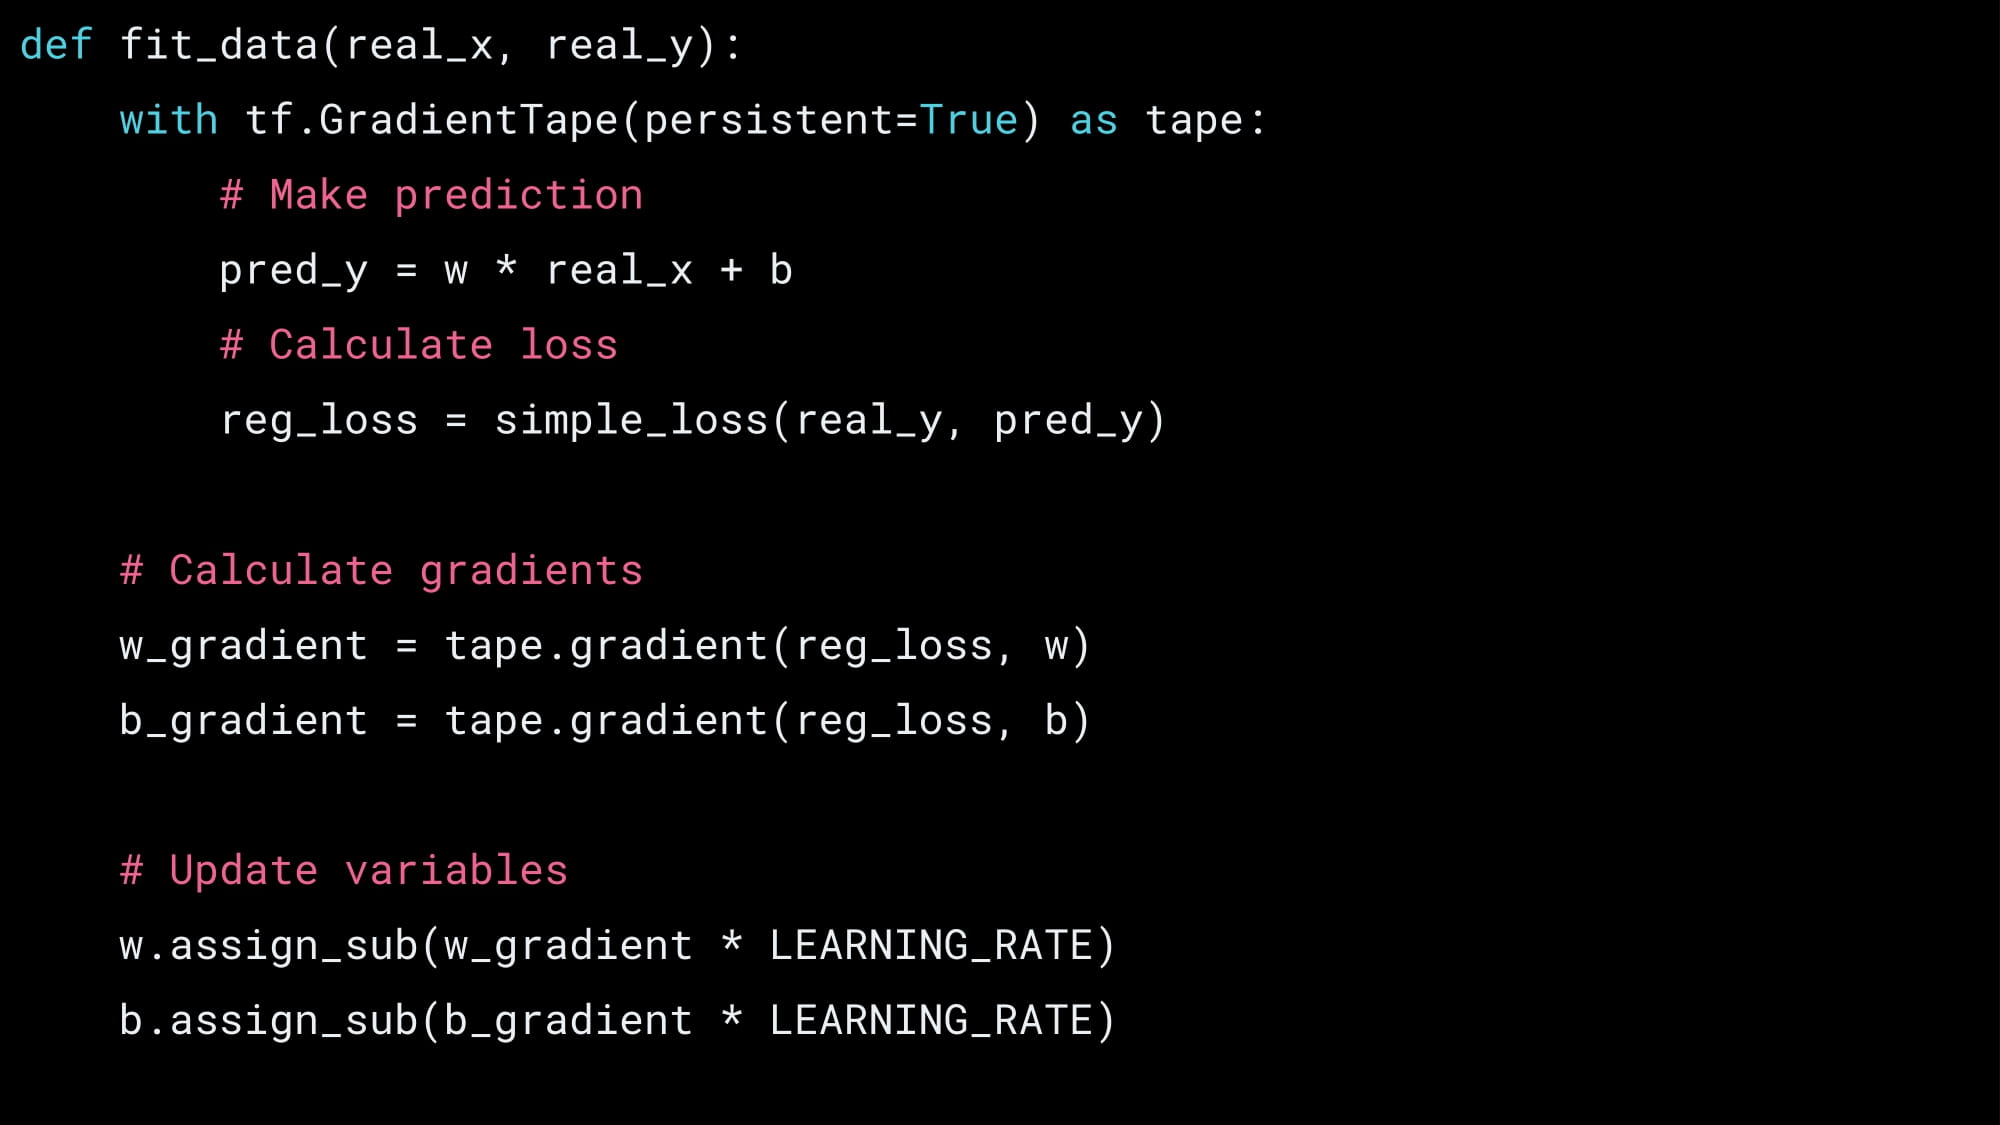 def fit_data(real_x, real_y):
    with tf.GradientTape(persistent=True) as tape:
        # Make prediction
        pred_y = w * real_x + b
        # Calculate loss
        reg_loss = simple_loss(real_y, pred_y)

    # Calculate gradients
    w_gradient = tape.gradient(reg_loss, w)
    b_gradient = tape.gradient(reg_loss, b)

    # Update variables
    w.assign_sub(w_gradient * LEARNING_RATE)
    b.assign_sub(b_gradient * LEARNING_RATE)